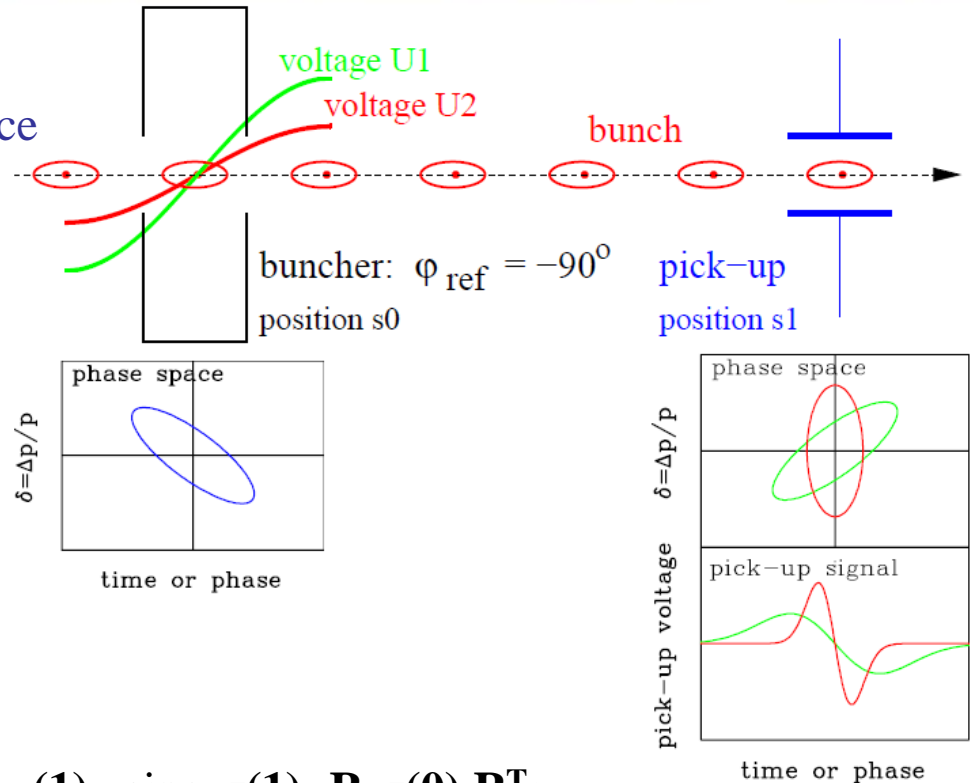 voltage U1
voltage U2
bunch
buncher: φ ref = −90°
pick−up
position s0
position s1
phase space
δ=Δp/p
time or phase
phase space
δ=Δp/p
pick−up signal
pick−up voltage
time or phase